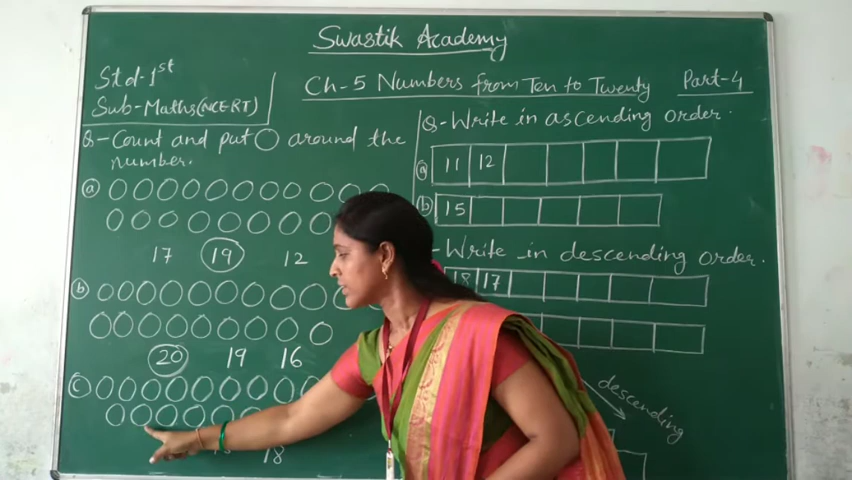 Swastik Academy
Std-1st
Sub-Maths(NCERT)
Ch-5 Numbers from Ten to Twenty Part-4
Q-Count and put ○ around the
number.
(a)
17 19 12
(b)
20 19 16
(c)
18
Q-Write in ascending order.
(a) 11 12
(b) 15
Write in descending order.
18 17
descending